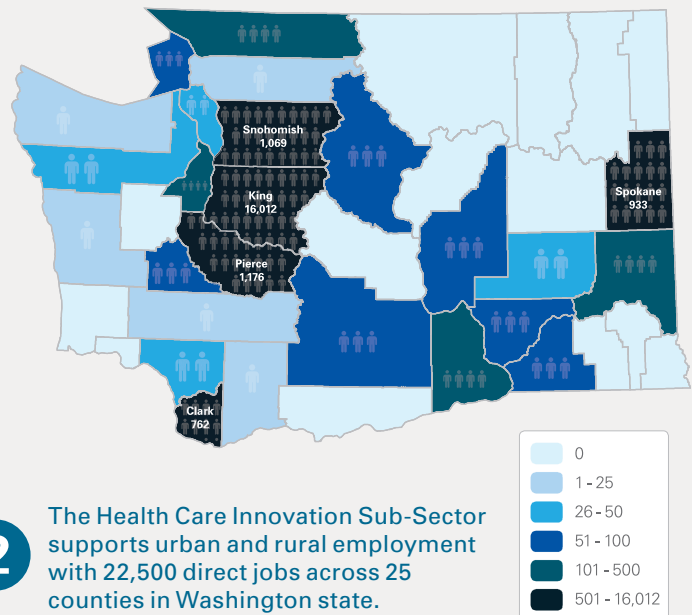 Snohomish
1,069
King
16,012
Pierce
1,176
Spokane
933
Clark
762
0
1 - 25
26 - 50
51 - 100
101 - 500
501 - 16,012
2
The Health Care Innovation Sub-Sector
supports urban and rural employment
with 22,500 direct jobs across 25
counties in Washington state.